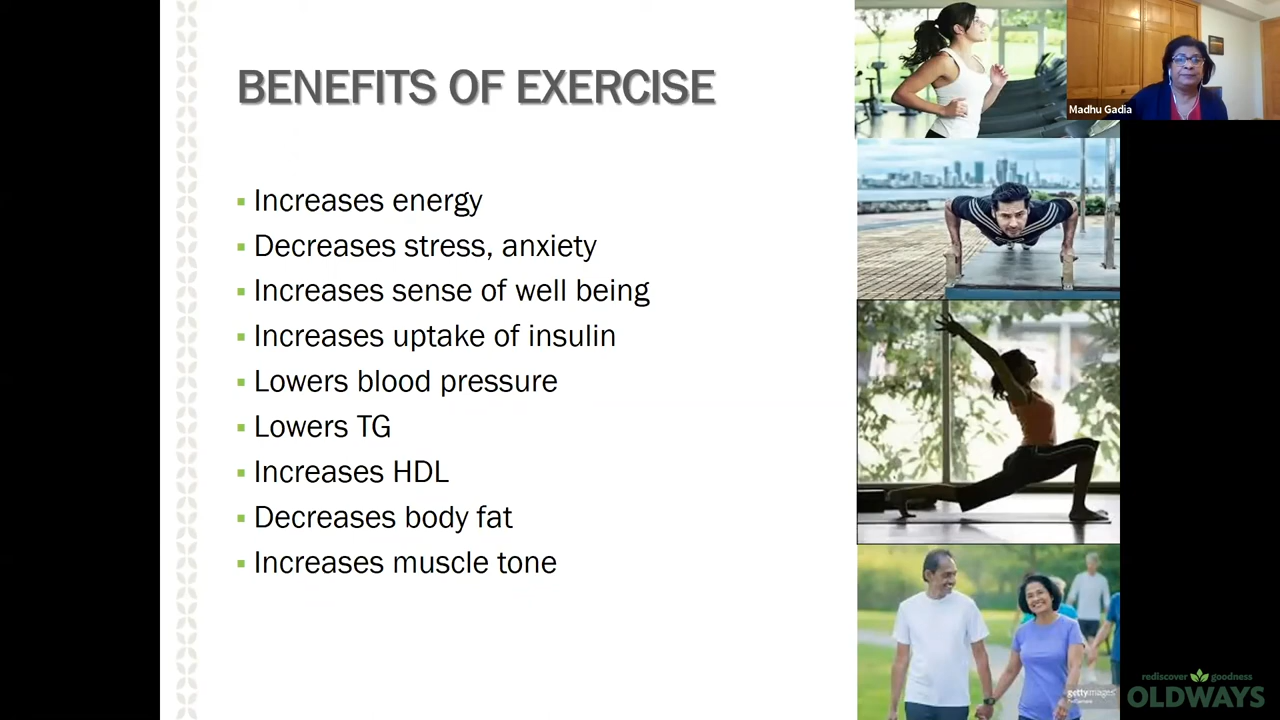 BENEFITS OF EXERCISE
Increases energy
Decreases stress, anxiety
Increases sense of well being
Increases uptake of insulin
Lowers blood pressure
Lowers TG
Increases HDL
Decreases body fat
Increases muscle tone
Madhu Gadia
gettyimages
rediscover goodness
OLDWAYS